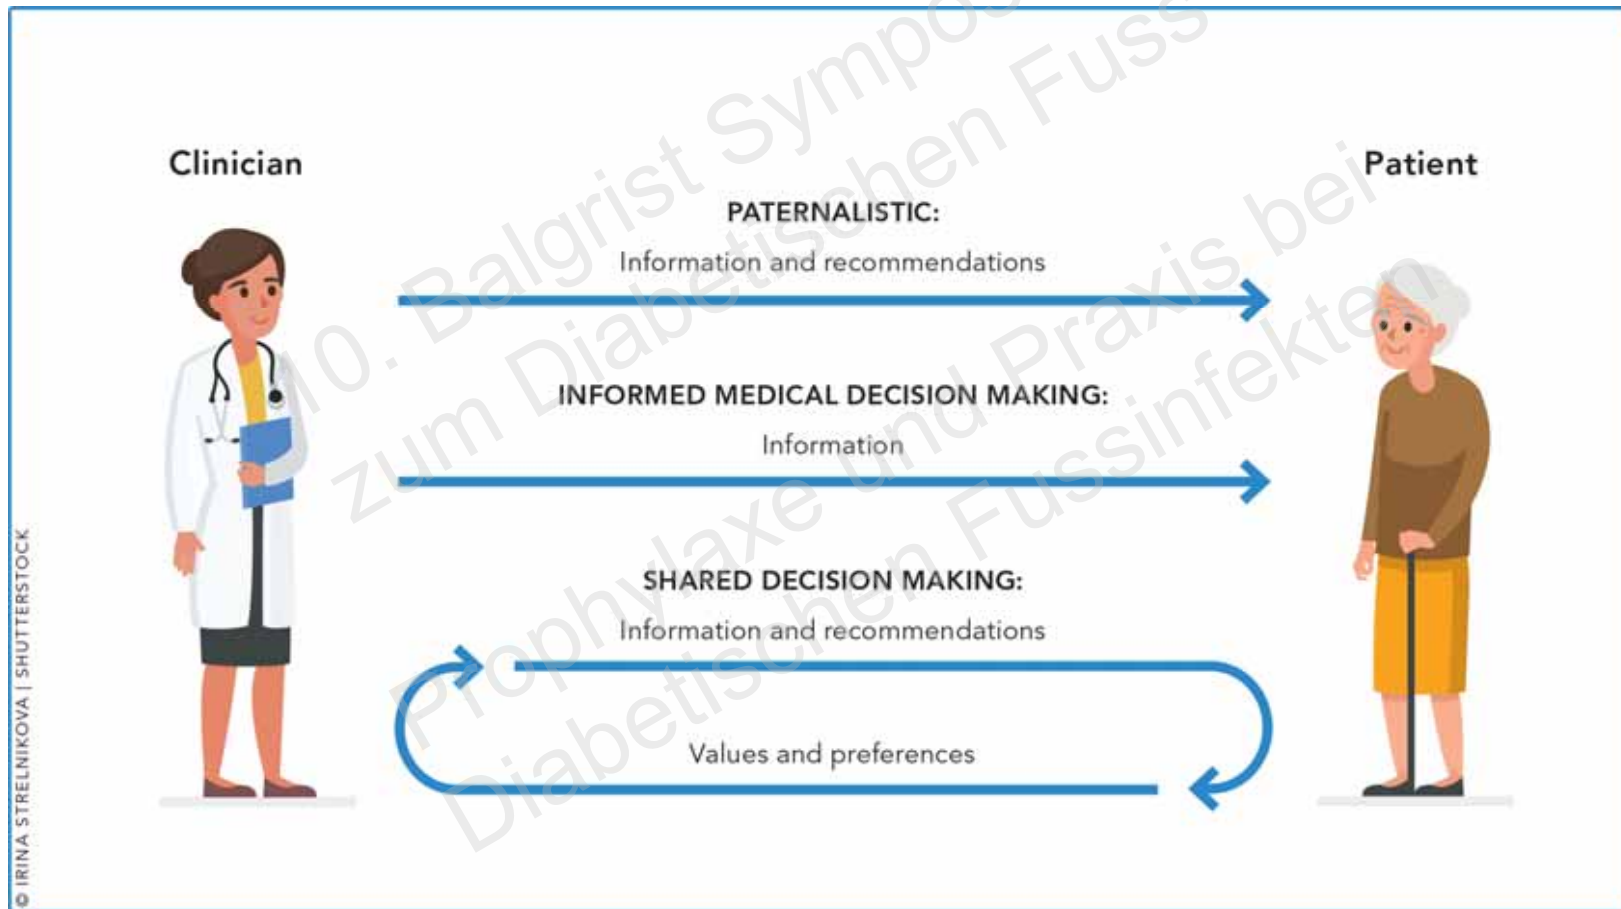 Clinician
Patient
PATERNALISTIC:
Information and recommendations
INFORMED MEDICAL DECISION MAKING:
Information
SHARED DECISION MAKING:
Information and recommendations
Values and preferences
© IRINA STRELNIKOVA | SHUTTERSTOCK
10. Balgrist Sympos
zum Diabetischen Fuss
Prophylaxe und Praxis bei
Diabetischen Fussinfekten